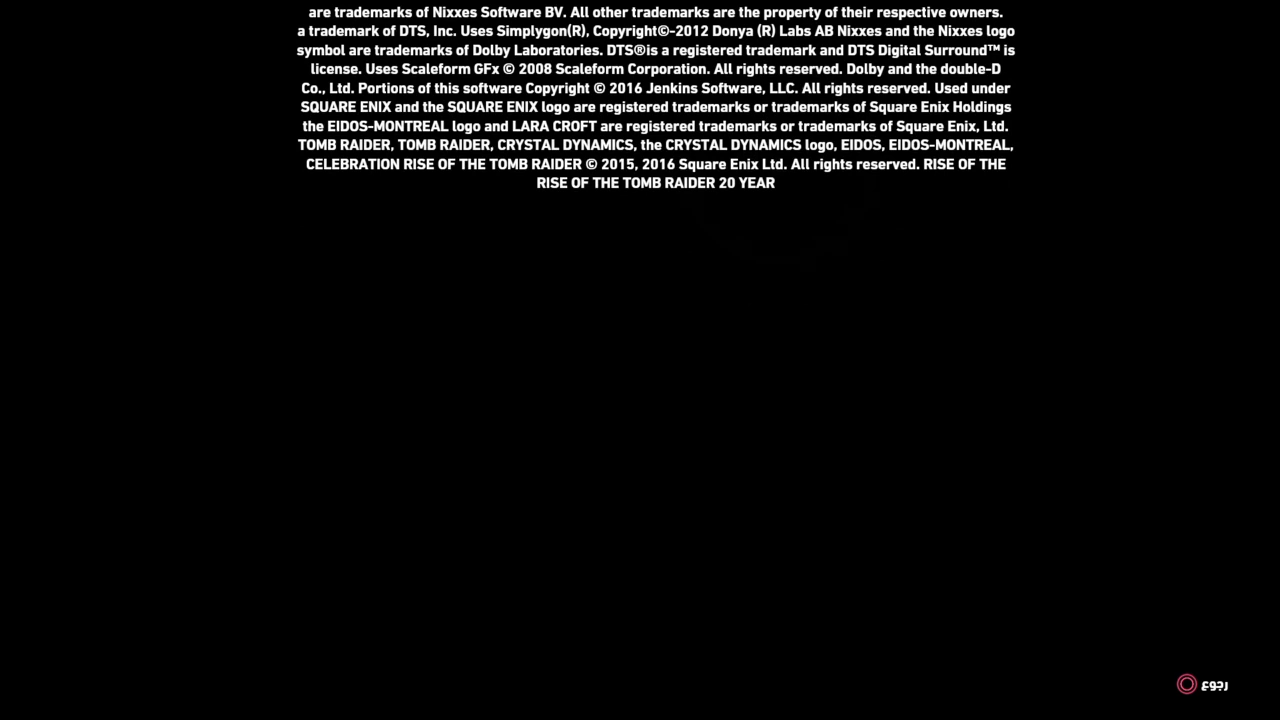 are trademarks of Nixxes Software BV. All other trademarks are the property of their respective owners.
a trademark of DTS, Inc. Uses Simplygon(R), Copyright©-2012 Donya (R) Labs AB Nixxes and the Nixxes logo
symbol are trademarks of Dolby Laboratories. DTS®is a registered trademark and DTS Digital Surround™ is
license. Uses Scaleform GFx © 2008 Scaleform Corporation. All rights reserved. Dolby and the double-D
Co., Ltd. Portions of this software Copyright © 2016 Jenkins Software, LLC. All rights reserved. Used under
SQUARE ENIX and the SQUARE ENIX logo are registered trademarks or trademarks of Square Enix Holdings
the EIDOS-MONTREAL logo and LARA CROFT are registered trademarks or trademarks of Square Enix, Ltd.
TOMB RAIDER, TOMB RAIDER, CRYSTAL DYNAMICS, the CRYSTAL DYNAMICS logo, EIDOS, EIDOS-MONTREAL,
CELEBRATION RISE OF THE TOMB RAIDER © 2015, 2016 Square Enix Ltd. All rights reserved. RISE OF THE
RISE OF THE TOMB RAIDER 20 YEAR
رجوع